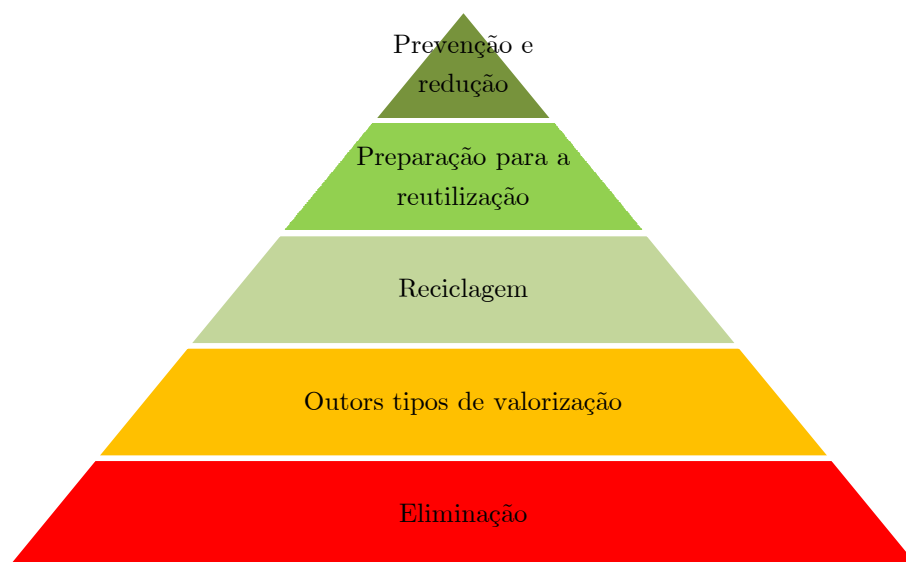 Prevenção e
redução
Preparação para a
reutilização
Reciclagem
Outors tipos de valorização
Eliminação